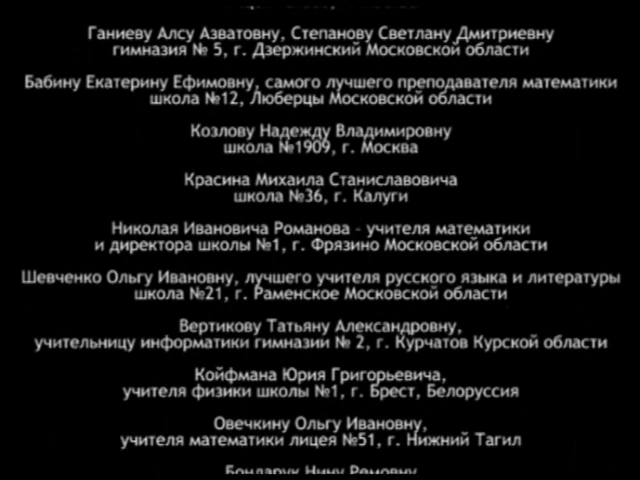 Ганиеву Алсу Азватовну, Степанову Светлану Дмитриевну
гимназия № 5, г. Дзержинский Московской области
Бабину Екатерину Ефимовну, самого лучшего преподавателя математики
школа №12, Люберцы Московской области
Козлову Надежду Владимировну
школа №1909, г. Москва
Красина Михаила Станиславовича
школа №36, г. Калуги
Николая Ивановича Романова - учителя математики
и директора школы №1, г. Фрязино Московской области
Шевченко Ольгу Ивановну, лучшего учителя русского языка и литературы
школа №21, г. Раменское Московской области
Вертикову Татьяну Александровну,
учительницу информатики гимназии № 2, г. Курчатов Курской области
Койфмана Юрия Григорьевича,
учителя физики школы №1, г. Брест, Белоруссия
Овечкину Ольгу Ивановну,
учителя математики лицея №51, г. Нижний Тагил
Бондарук Нину Ремовну